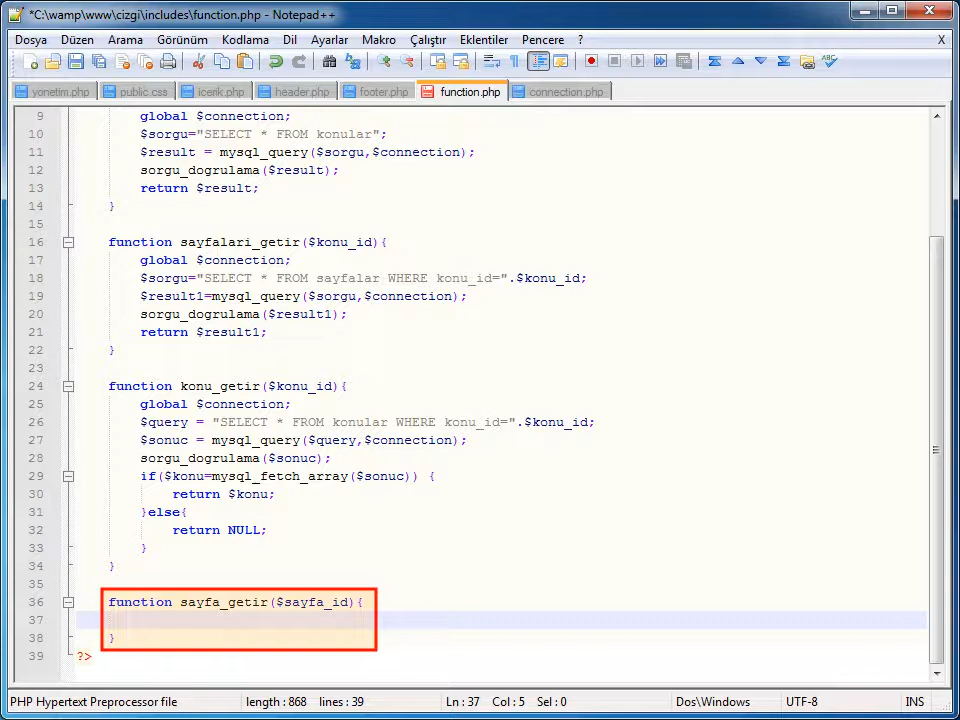 *C:\wamp\www\cizgi\includes\function.php - Notepad++
Dosya Düzen Arama Görünüm Kodlama Dil Ayarlar Makro Çalıştır Eklentiler Pencere ? X
yonetim.php public.css icerik.php header.php footer.php function.php connection.php
9 global $connection;
10 $sorgu="SELECT * FROM konular";
11 $result = mysql_query($sorgu,$connection);
12 sorgu_dogrulama($result);
13 return $result;
14 }
15
16 function sayfalari_getir($konu_id){
17 global $connection;
18 $sorgu="SELECT * FROM sayfalar WHERE konu_id=".$konu_id;
19 $result1=mysql_query($sorgu,$connection);
20 sorgu_dogrulama($result1);
21 return $result1;
22 }
23
24 function konu_getir($konu_id){
25 global $connection;
26 $query = "SELECT * FROM konular WHERE konu_id=".$konu_id;
27 $sonuc = mysql_query($query,$connection);
28 sorgu_dogrulama($sonuc);
29 if($konu=mysql_fetch_array($sonuc)) {
30 return $konu;
31 }else{
32 return NULL;
33 }
34 }
35
36 function sayfa_getir($sayfa_id){
37
38 }
39 ?>
PHP Hypertext Preprocessor file length : 868 lines : 39 Ln : 37 Col : 5 Sel : 0 Dos\Windows UTF-8 INS